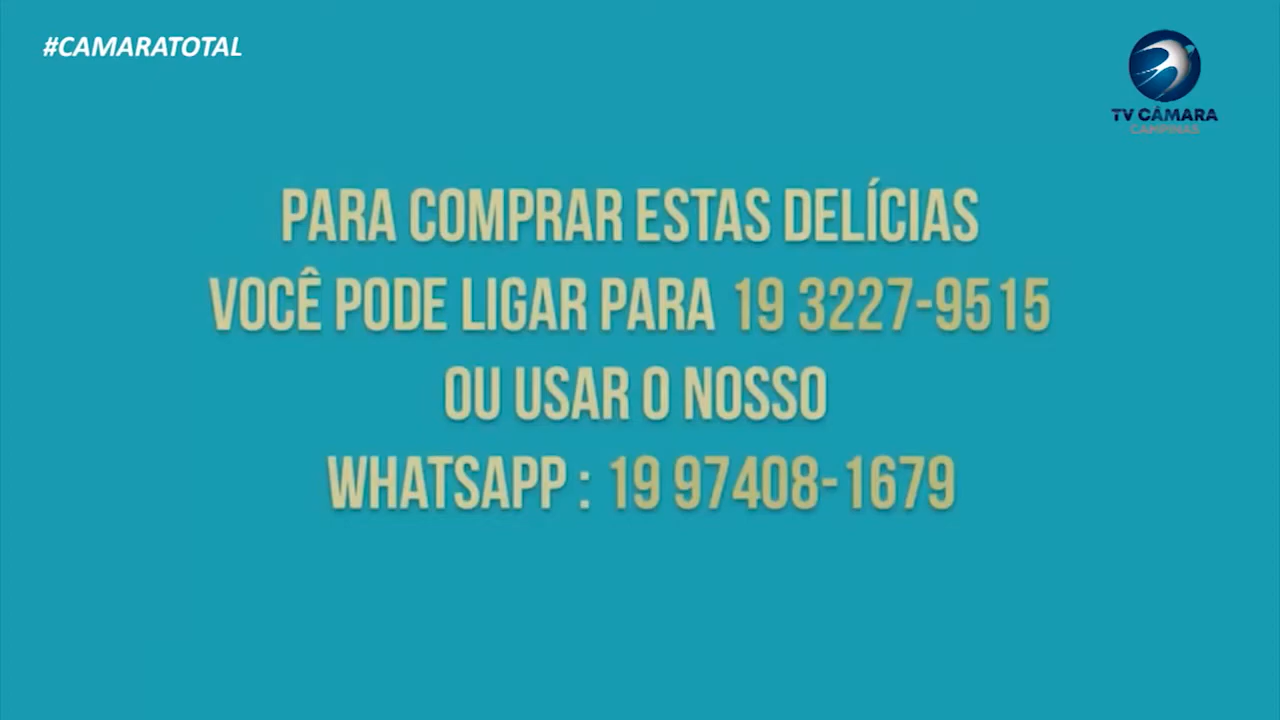 #CAMARATOTAL
TV CÂMARA
CAMPINAS
PARA COMPRAR ESTAS DELÍCIAS
VOCÊ PODE LIGAR PARA 19 3227-9515
OU USAR O NOSSO
WHATSAPP : 19 97408-1679